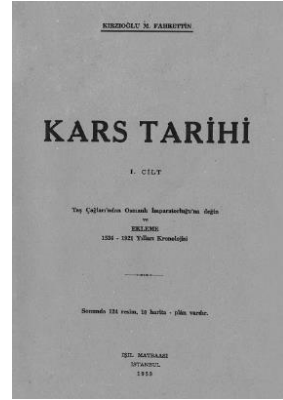 KIRZIOĞLU M. FAHRETTİN
KARS TARİHİ
I. CİLT
Taş Çağları'ndan Osmanlı İmparatorluğu'na değin
ve
EKLEME
1534 - 1921 Yılları Kronolojisi
Sonunda 124 resim, 14 harita - plân vardır.
IŞIL MATBAASI
İSTANBUL
1953